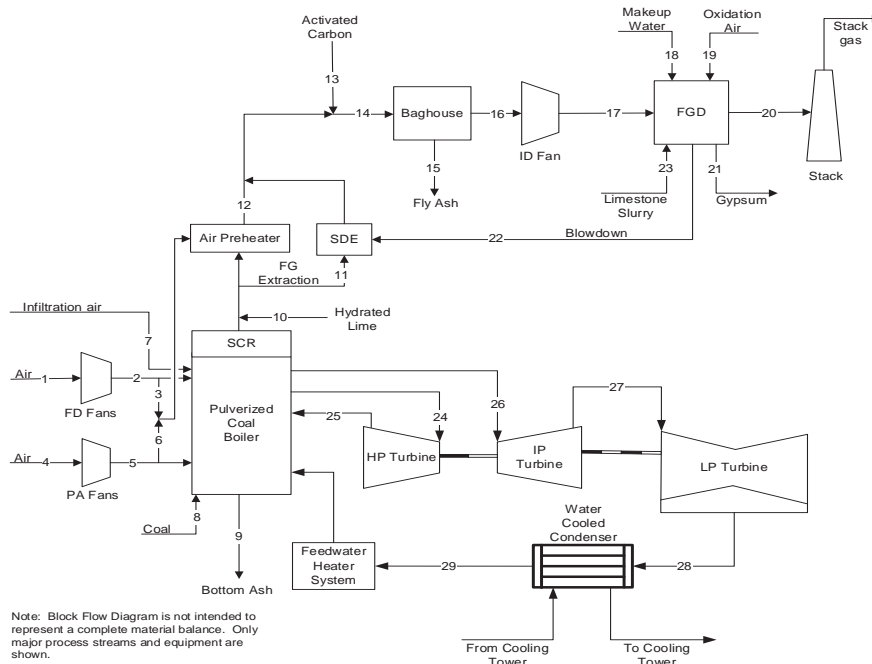 Activated
Carbon
Makeup
Water
Oxidation
Air
Stack
gas
13
18
19
14
Baghouse
16
17
FGD
20
ID Fan
15
23
21
Stack
12
Fly Ash
Limestone
Slurry
Gypsum
Air Preheater
SDE
22
Blowdown
FG
Extraction
11
Infiltration air
10
Hydrated
Lime
7
SCR
Air
1
2
3
FD Fans
Pulverized
Coal
Boiler
25
24
26
27
6
HP Turbine
IP
Turbine
LP Turbine
Air
4
5
PA Fans
8
Coal
9
Water
Cooled
Condenser
Feedwater
Heater
System
29
28
Bottom Ash
Note: Block Flow Diagram is not intended to
represent a complete material balance. Only
major process streams and equipment are
shown.
From Cooling
Tower
To Cooling
Tower